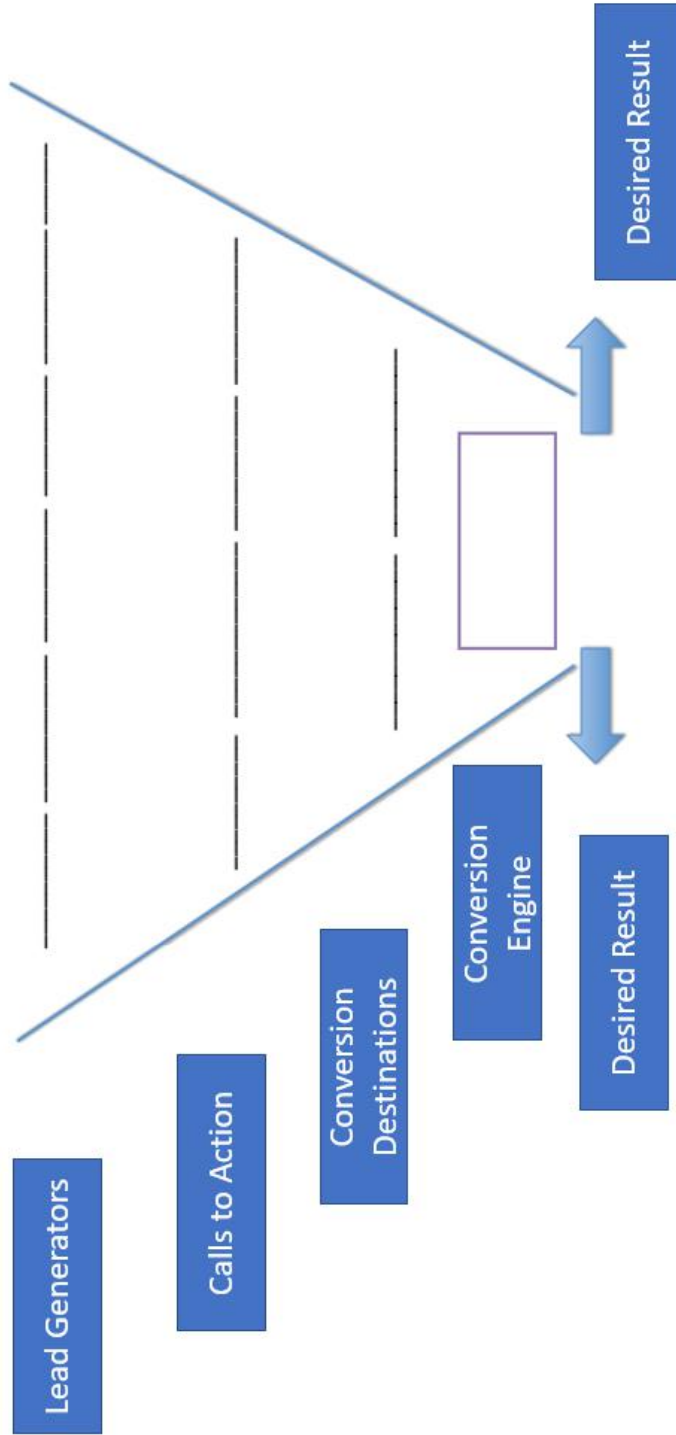 Lead Generators
Calls to Action
Conversion
Destinations
Conversion
Engine
Desired Result
Desired Result